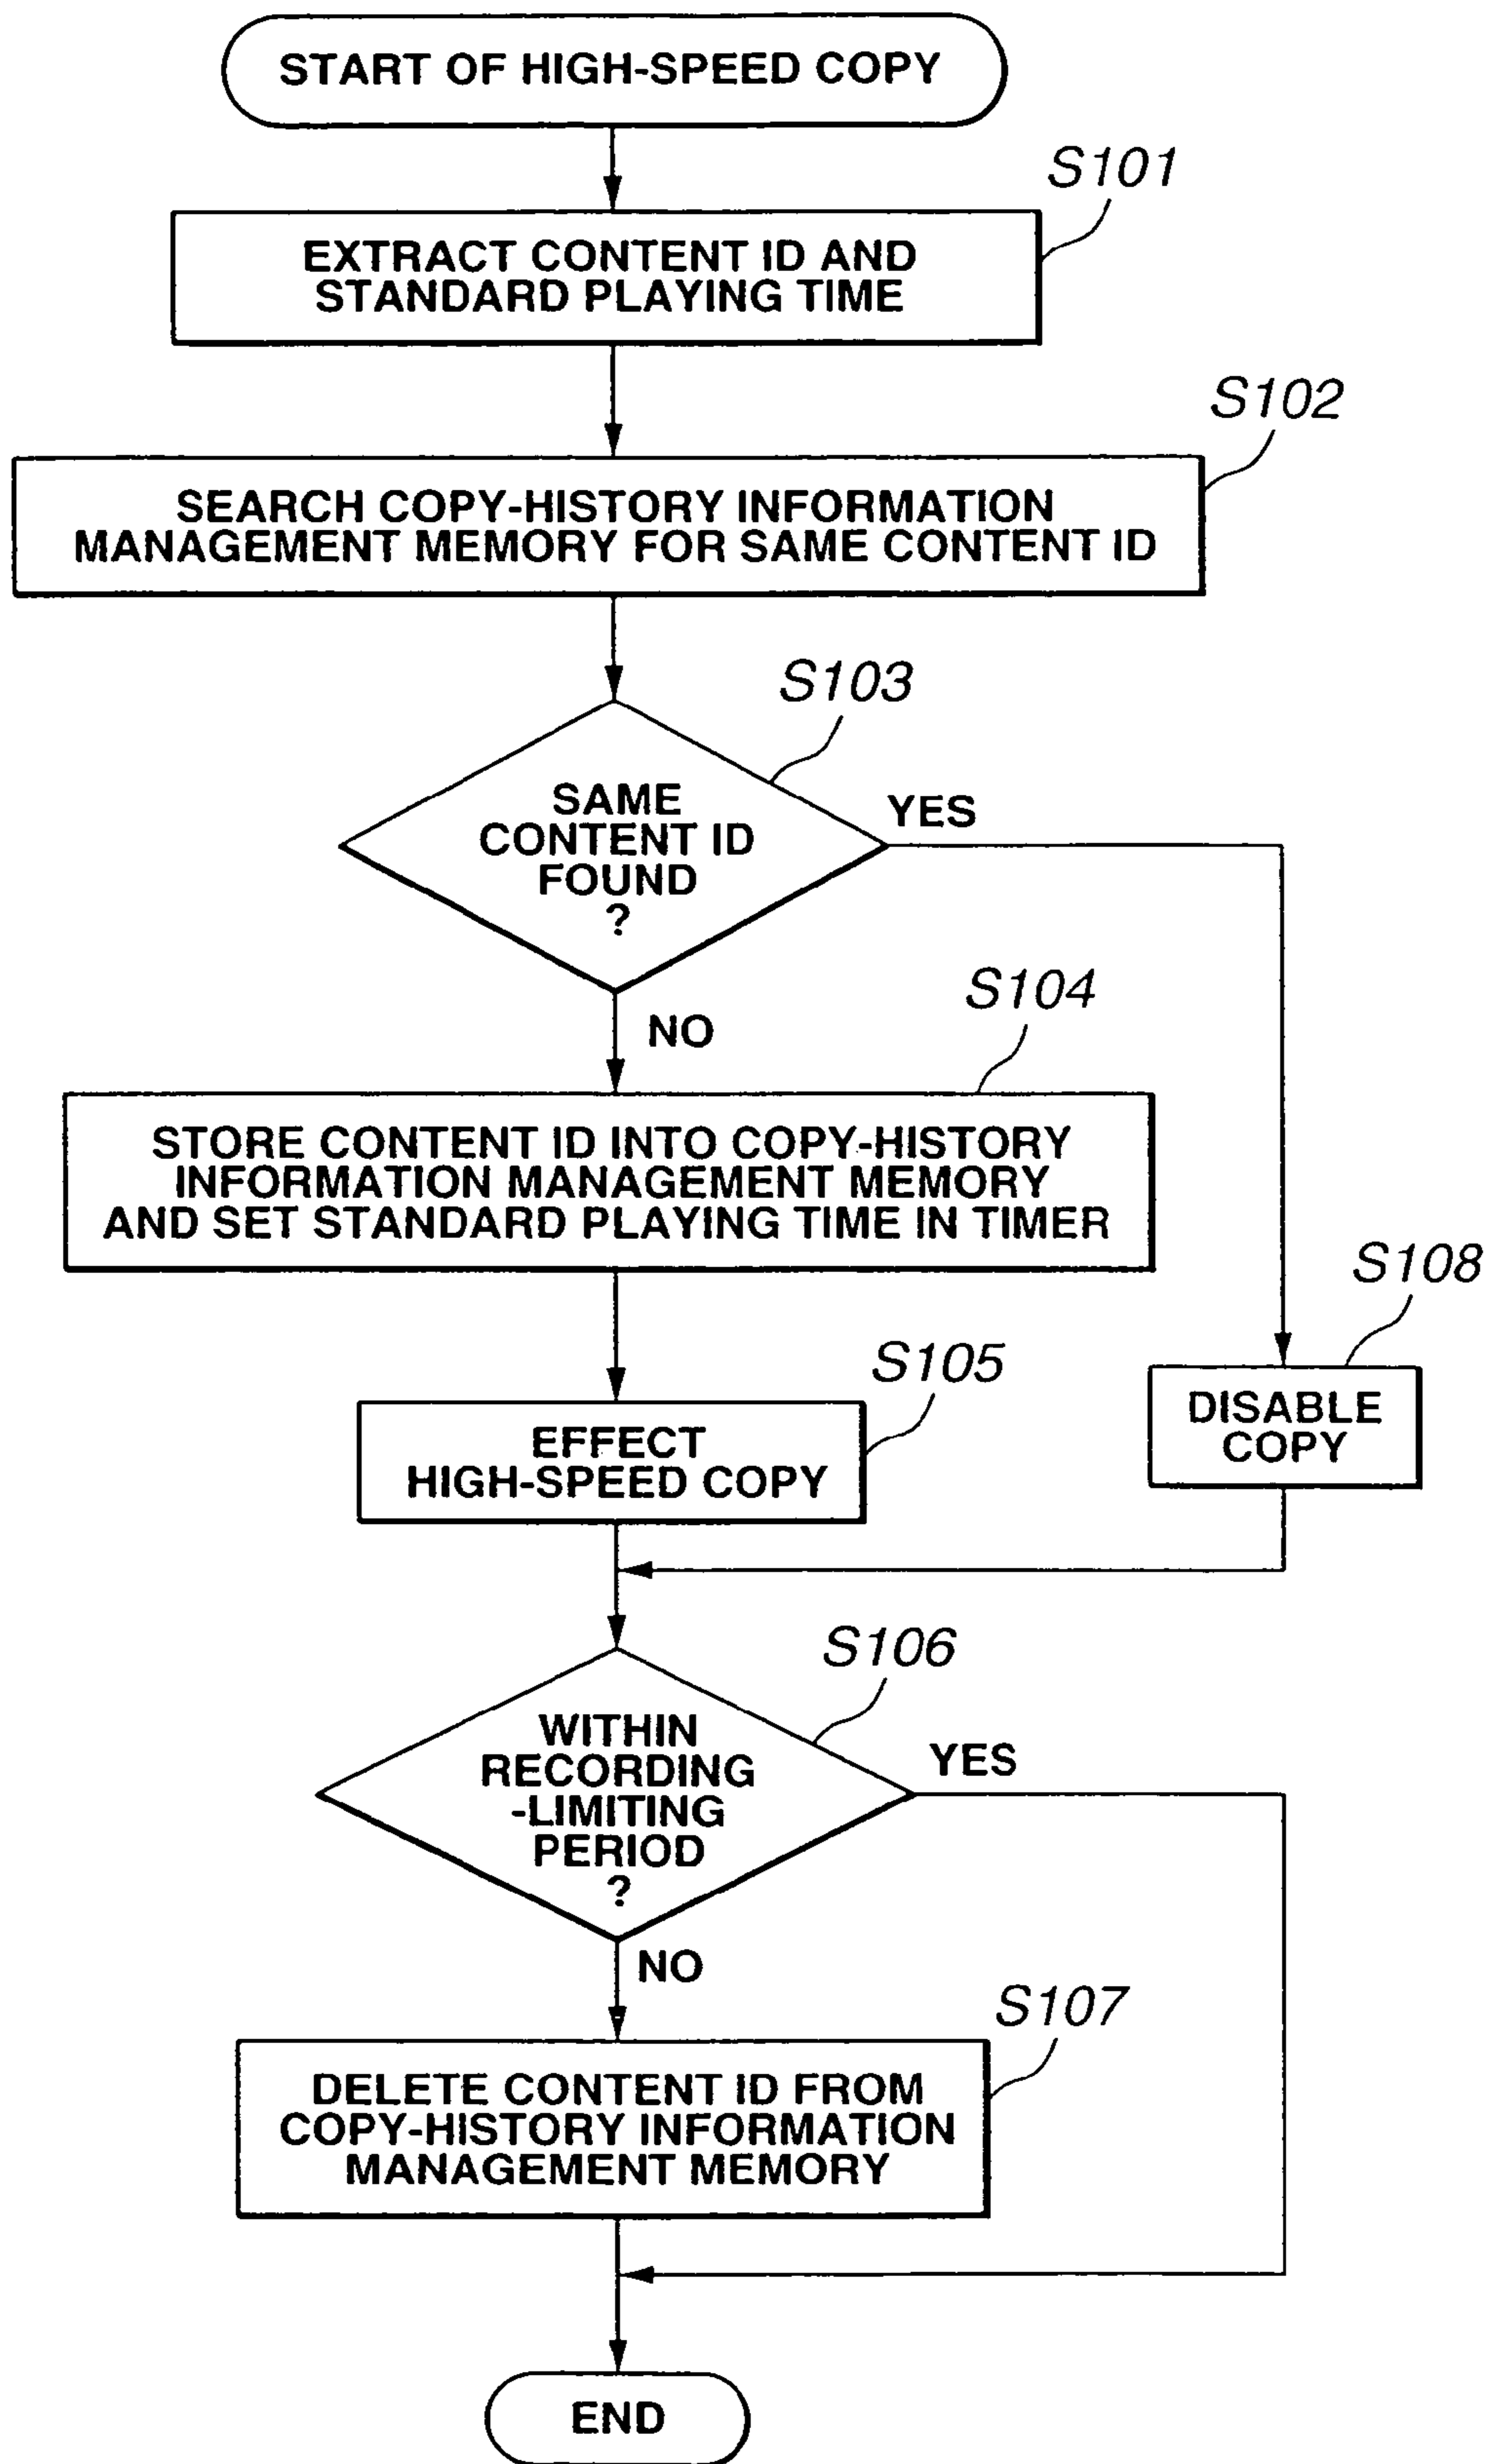 START OF HIGH-SPEED COPY
S101
EXTRACT CONTENT ID AND
STANDARD PLAYING TIME
S102
SEARCH COPY-HISTORY INFORMATION
MANAGEMENT MEMORY FOR SAME CONTENT ID
S103
SAME
CONTENT ID
FOUND
?
YES
NO
S104
STORE CONTENT ID INTO COPY-HISTORY
INFORMATION MANAGEMENT MEMORY
AND SET STANDARD PLAYING TIME IN TIMER
S108
DISABLE
COPY
S105
EFFECT
HIGH-SPEED COPY
S106
WITHIN
RECORDING
-LIMITING
PERIOD
?
YES
NO
S107
DELETE CONTENT ID FROM
COPY-HISTORY INFORMATION
MANAGEMENT MEMORY
END